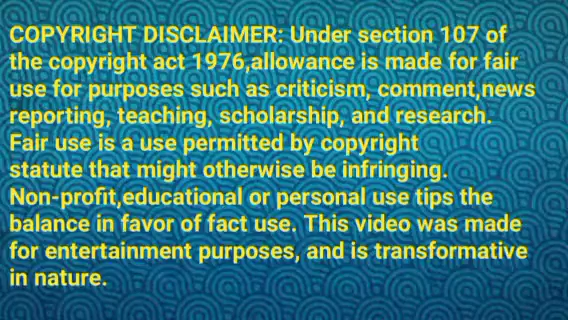 COPYRIGHT DISCLAIMER: Under section 107 of
the copyright act 1976,allowance is made for fair
use for purposes such as criticism, comment,news
reporting, teaching, scholarship, and research.
Fair use is a use permitted by copyright
statute that might otherwise be infringing.
Non-profit,educational or personal use tips the
balance in favor of fact use. This video was made
for entertainment purposes, and is transformative
in nature.